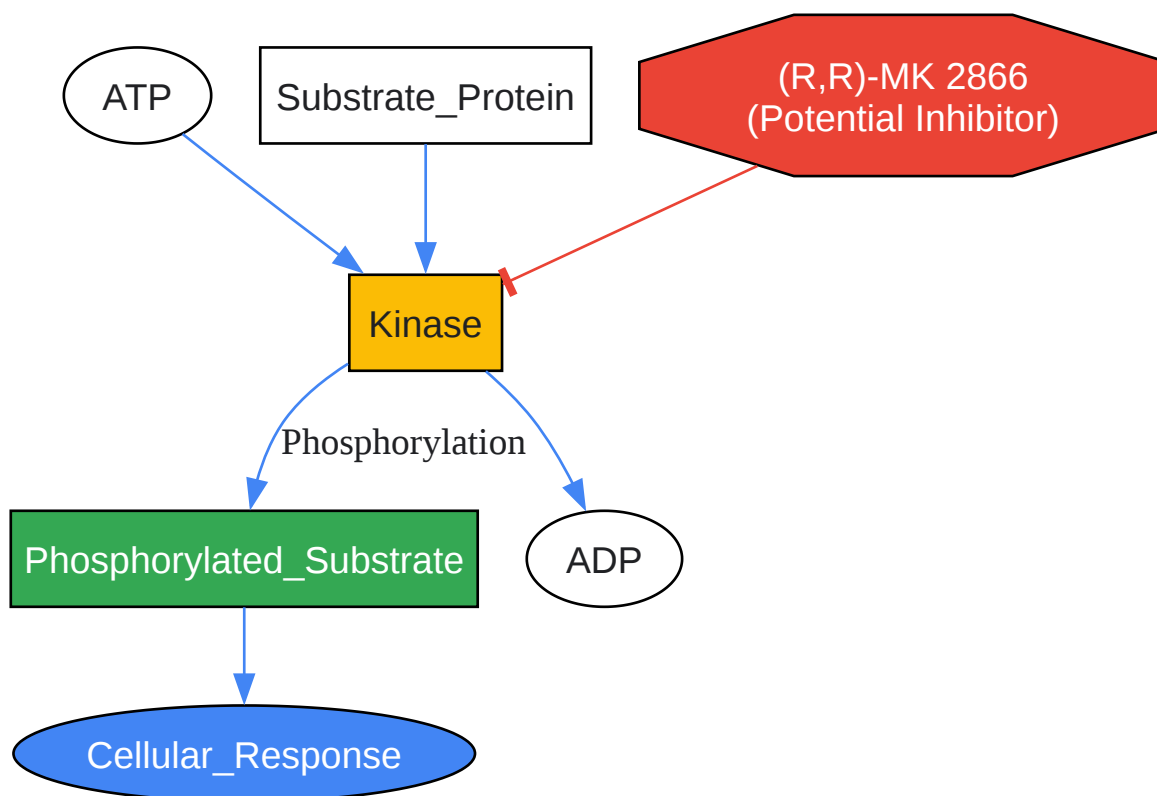 ATP
Substrate_Protein
(R,R)-MK 2866
(Potential Inhibitor)
Kinase
Phosphorylation
Phosphorylated_Substrate
ADP
Cellular_Response